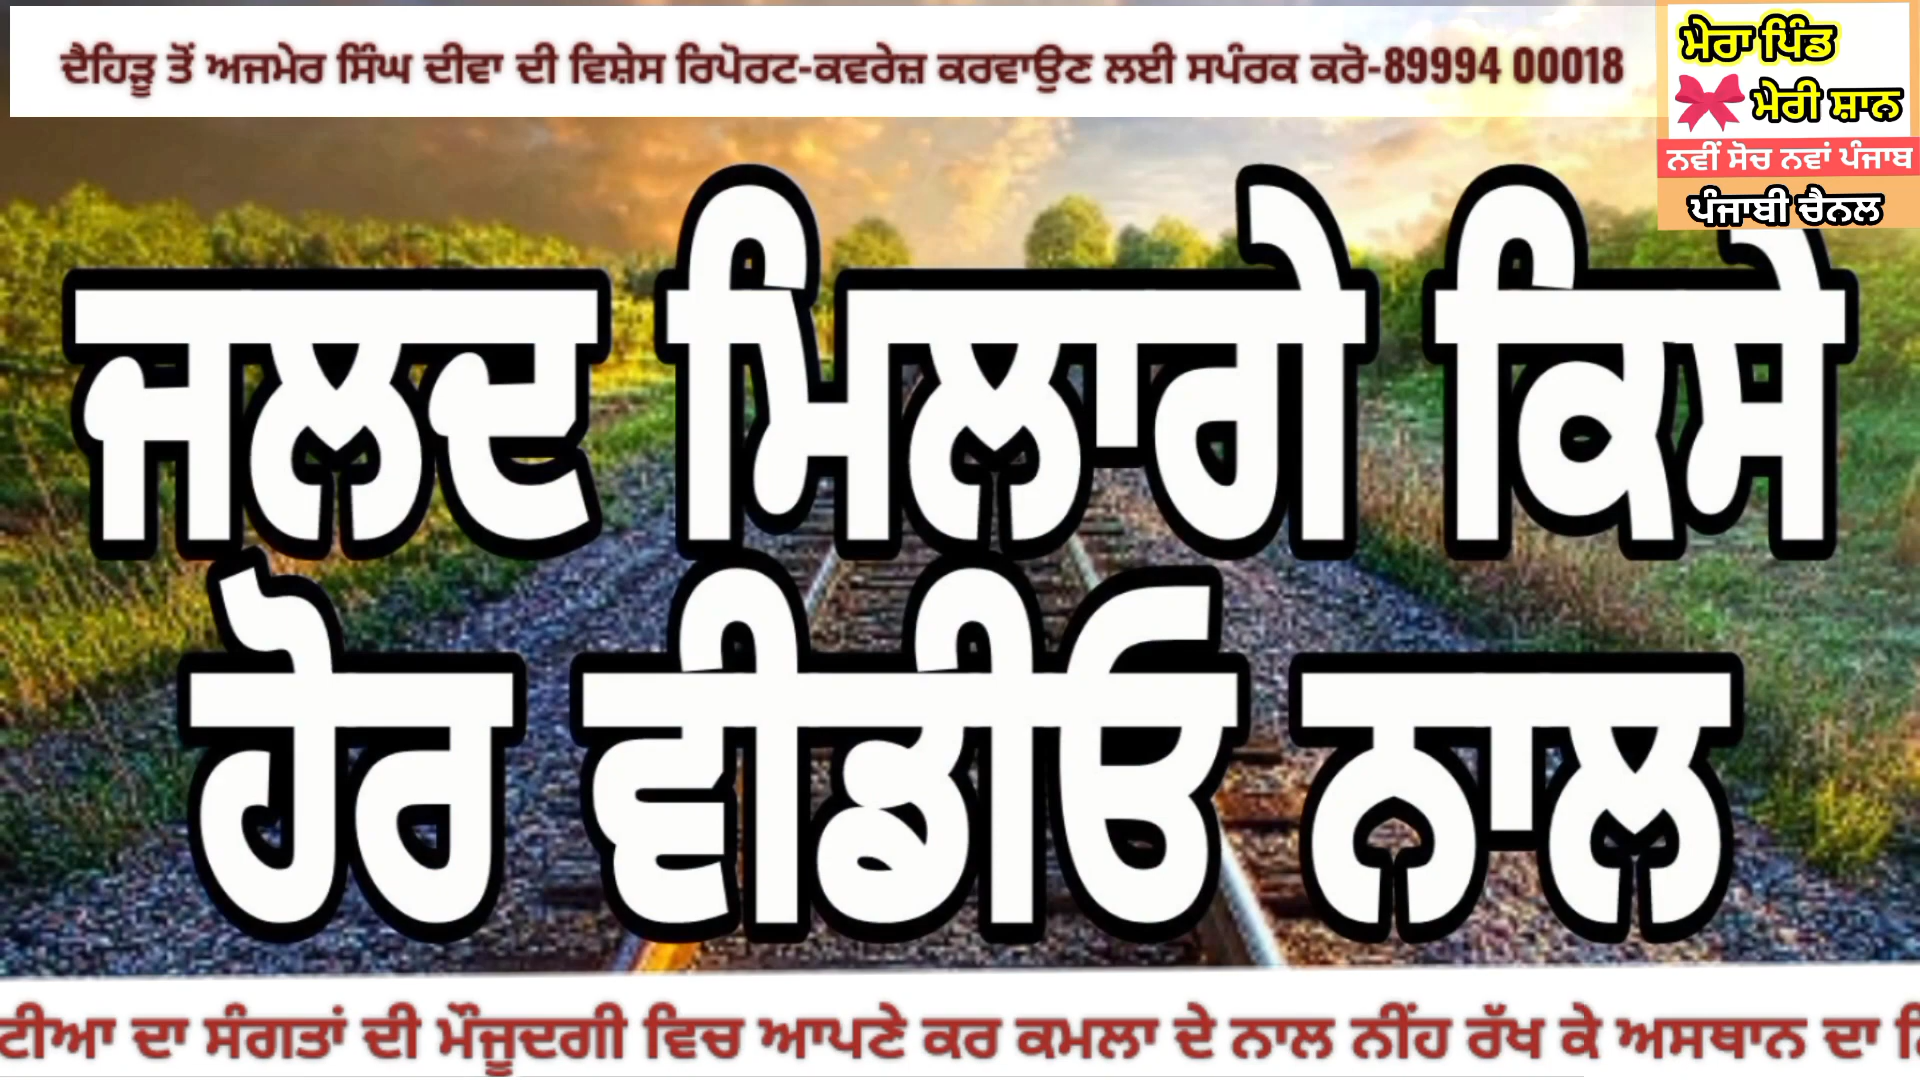 ਦੈਹਿੜੂ ਤੋਂ ਅਜਮੇਰ ਸਿੰਘ ਦੀਵਾ ਦੀ ਵਿਸ਼ੇਸ ਰਿਪੋਰਟ-ਕਵਰੇਜ਼ ਕਰਵਾਉਣ ਲਈ ਸਪੰਰਕ ਕਰੋ-89994 00018
ਮੇਰਾ ਪਿੰਡ
ਮੇਰੀ ਸ਼ਾਨ
ਨਵੀਂ ਸੋਚ ਨਵਾਂ ਪੰਜਾਬ
ਪੰਜਾਬੀ ਚੈਨਲ
ਜਲਦ ਮਿਲਾਗੇ ਕਿਸੇ
ਹੋਰ ਵੀਡੀਓ ਨਾਲ
ਟੀਆ ਦਾ ਸੰਗਤਾਂ ਦੀ ਮੌਜੂਦਗੀ ਵਿਚ ਆਪਣੇ ਕਰ ਕਮਲਾ ਦੇ ਨਾਲ ਨੀਂਹ ਰੱਖ ਕੇ ਅਸਥਾਨ ਦਾ